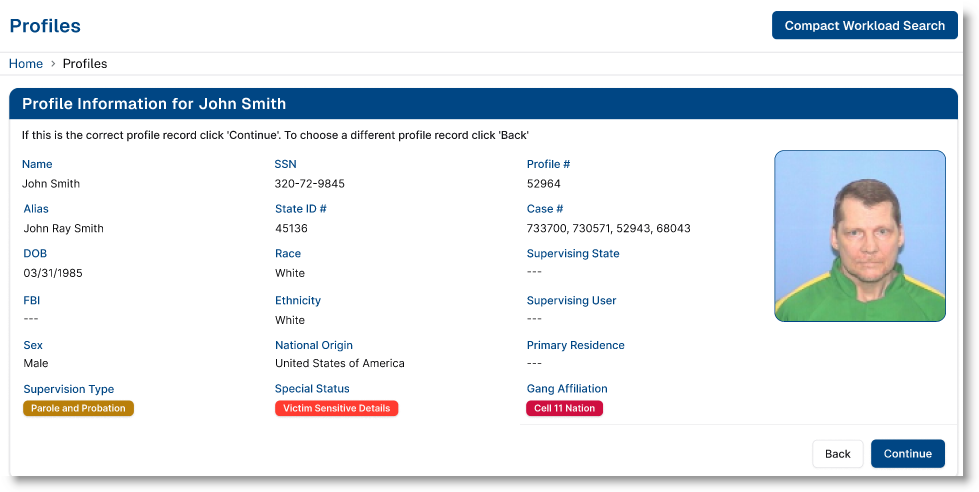 Profiles
Compact Workload Search
Home > Profiles
Profile Information for John Smith
If this is the correct profile record click 'Continue'. To choose a different profile record click 'Back'
Name SSN Profile #
John Smith 320-72-9845 52964
Alias State ID # Case #
John Ray Smith 45136 733700, 730571, 52943, 68043
DOB Race Supervising State
03/31/1985 White ---
FBI Ethnicity Supervising User
--- White ---
Sex National Origin Primary Residence
Male United States of America ---
Supervision Type Special Status Gang Affiliation
Parole and Probation Victim Sensitive Details Cell 11 Nation
Back Continue